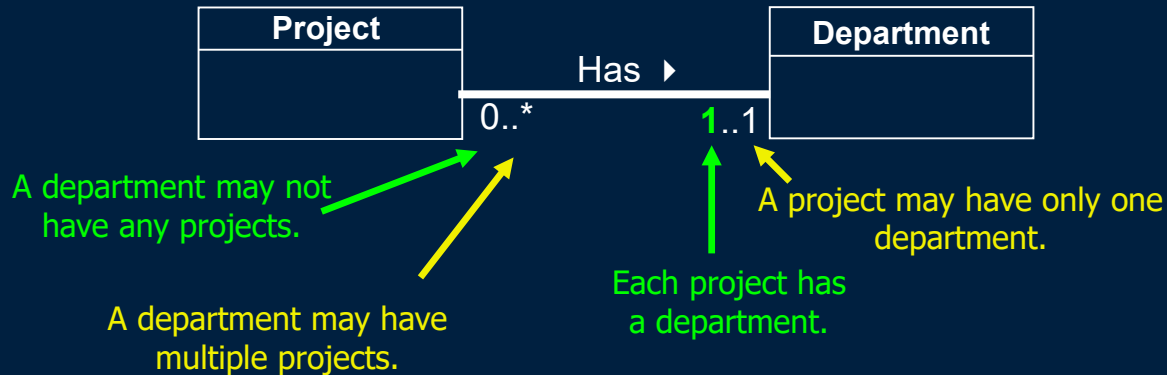 Project
Department
Has
0..*
1..1
A department may not
have any projects.
A project may have only one
department.
Each project has
a department.
A department may have
multiple projects.